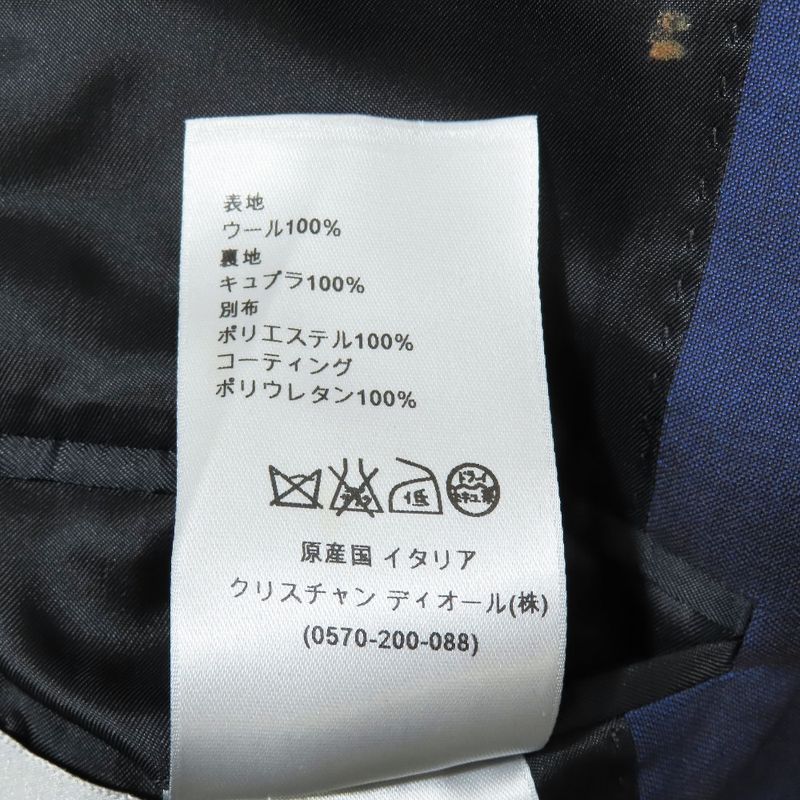 表地
ウール100%
裏地
キュプラ100%
別布
ポリエステル100%
コーティング
ポリウレタン100%
低
ドライ
原産国 イタリア
クリスチャン ディオール(株)
(0570-200-088)